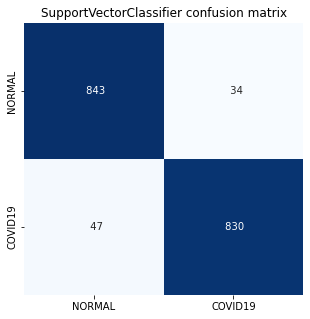 SupportVectorClassifier confusion matrix
NORMAL
843
34
COVID19
47
830
NORMAL
COVID19